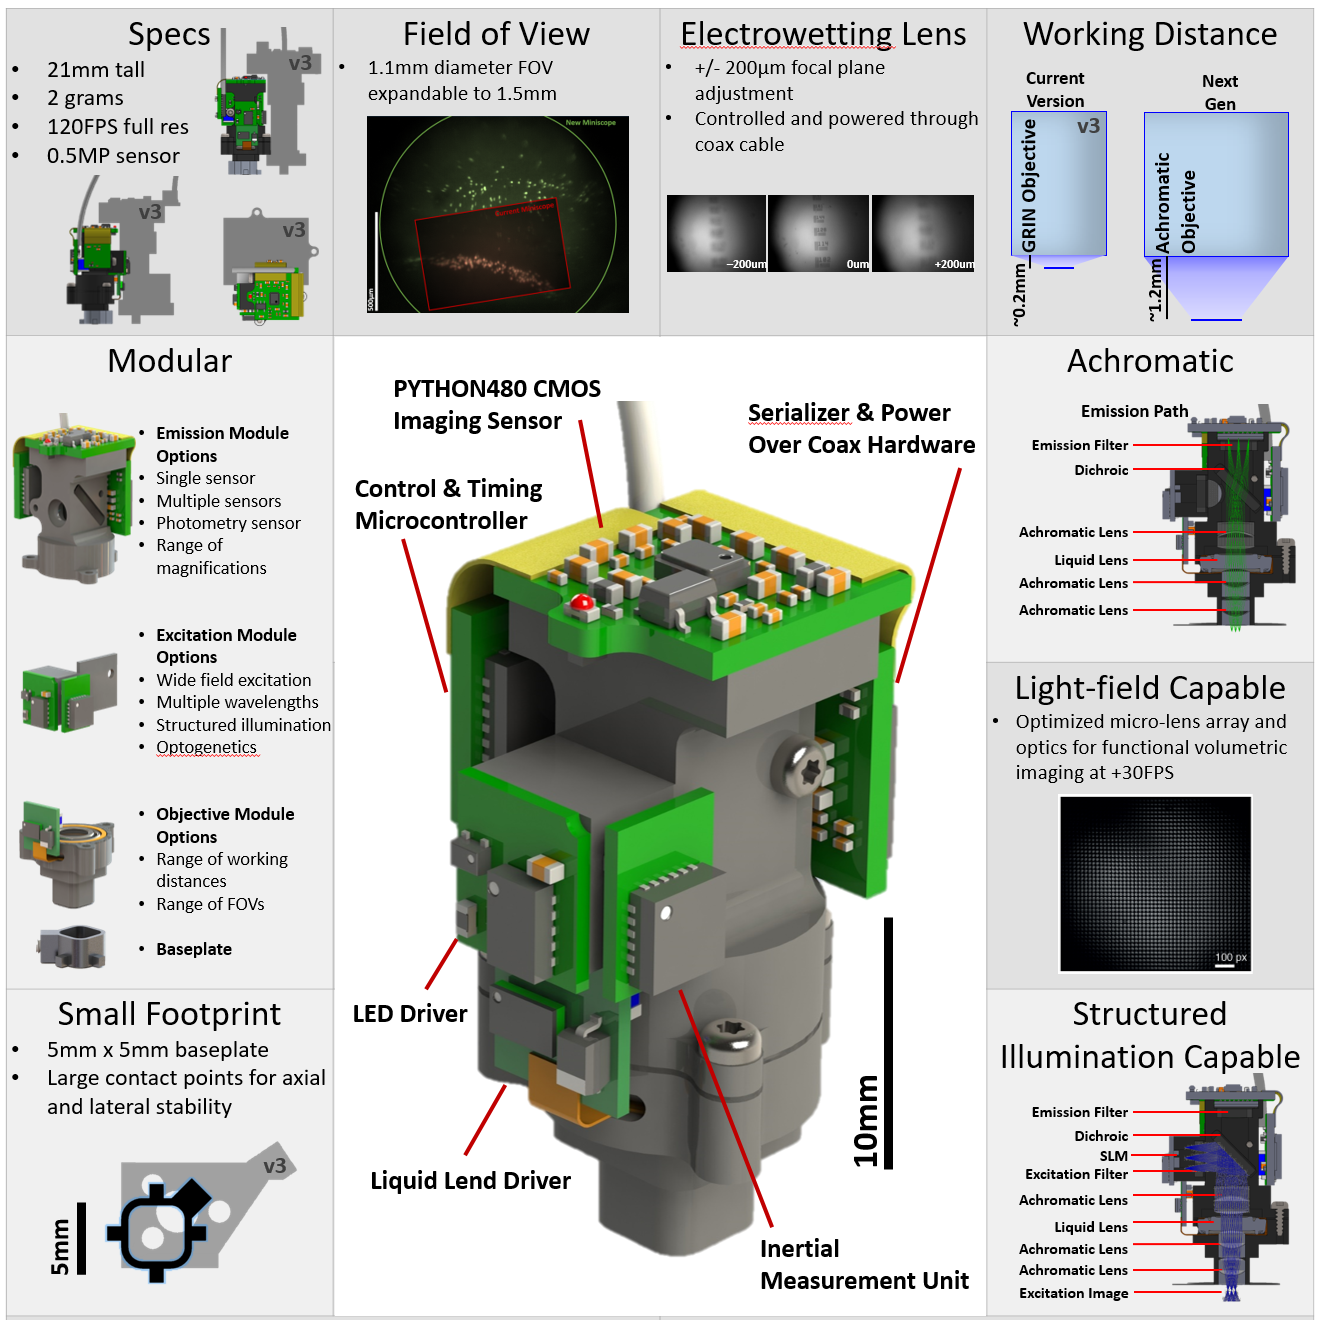 Specs
• 21mm tall
• 2 grams
• 120FPS full res
• 0.5MP sensor
v3
v3
v3
Field of View
• 1.1mm diameter FOV
expandable to 1.5mm
New Miniscope
Current Miniscope
500μm
Electrowetting Lens
• +/- 200μm focal plane
adjustment
• Controlled and powered through
coax cable
−200um
0um
+200um
Working Distance
Current
Version
Next
Gen
v3
GRIN Objective
~0.2mm
Achromatic
Objective
~1.2mm
Modular
• Emission Module
Options
• Single sensor
• Multiple sensors
• Photometry sensor
• Range of
magnifications
• Excitation Module
Options
• Wide field excitation
• Multiple wavelengths
• Structured illumination
• Optogenetics
• Objective Module
Options
• Range of working
distances
• Range of FOVs
• Baseplate
PYTHON480 CMOS
Imaging Sensor
Serializer & Power
Over Coax Hardware
Control & Timing
Microcontroller
LED Driver
Liquid Lend Driver
Inertial
Measurement Unit
10mm
Achromatic
Emission Path
Emission Filter
Dichroic
Achromatic Lens
Liquid Lens
Achromatic Lens
Achromatic Lens
Light-field Capable
• Optimized micro-lens array and
optics for functional volumetric
imaging at +30FPS
100 px
Small Footprint
• 5mm x 5mm baseplate
• Large contact points for axial
and lateral stability
v3
5mm
Structured
Illumination Capable
Emission Filter
Dichroic
SLM
Excitation Filter
Achromatic Lens
Liquid Lens
Achromatic Lens
Achromatic Lens
Excitation Image